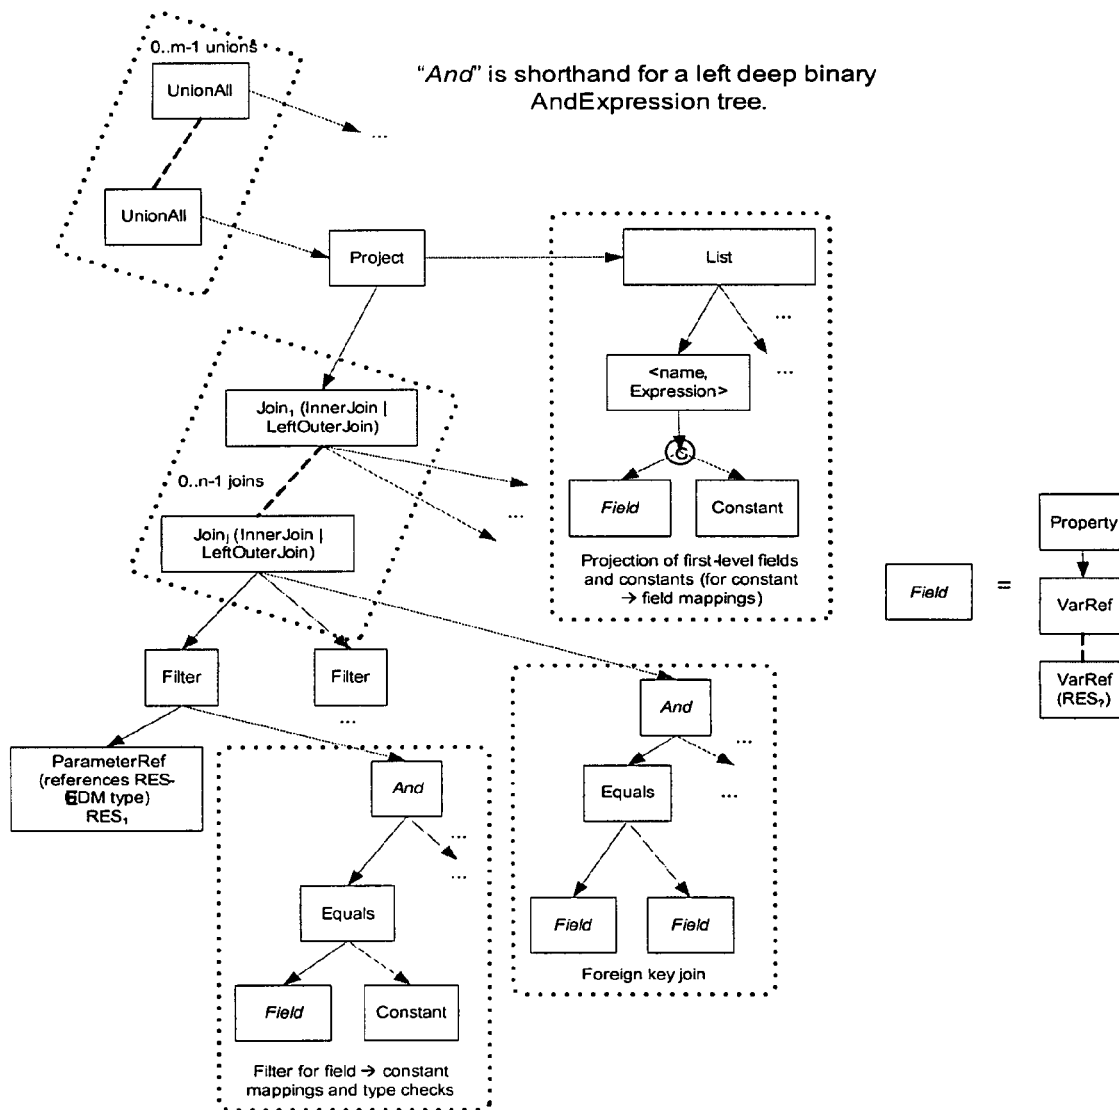 0..m-1 unions
UnionAll
...
UnionAll
"And" is shorthand for a left deep binary
AndExpression tree.
Project
List
...
<name,
Expression>
...
C
Field
Constant
Projection of first-level fields
and constants (for constant
→ field mappings)
Join₁ (InnerJoin |
LeftOuterJoin)
0..n-1 joins
...
Joinⱼ (InnerJoin |
LeftOuterJoin)
Field
=
Property
VarRef
VarRef
(RES?)
Filter
Filter
...
ParameterRef
(references RES-
EDM type)
RES₁
And
...
...
Equals
Field
Constant
Filter for field → constant
mappings and type checks
And
...
Equals
...
Field
Field
Foreign key join